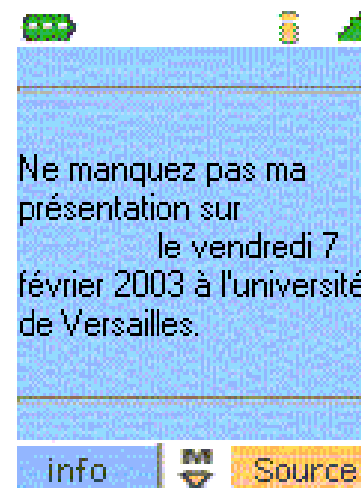 Ne manquez pas ma
présentation sur
le vendredi 7
février 2003 à l'université
de Versailles.
info M Source